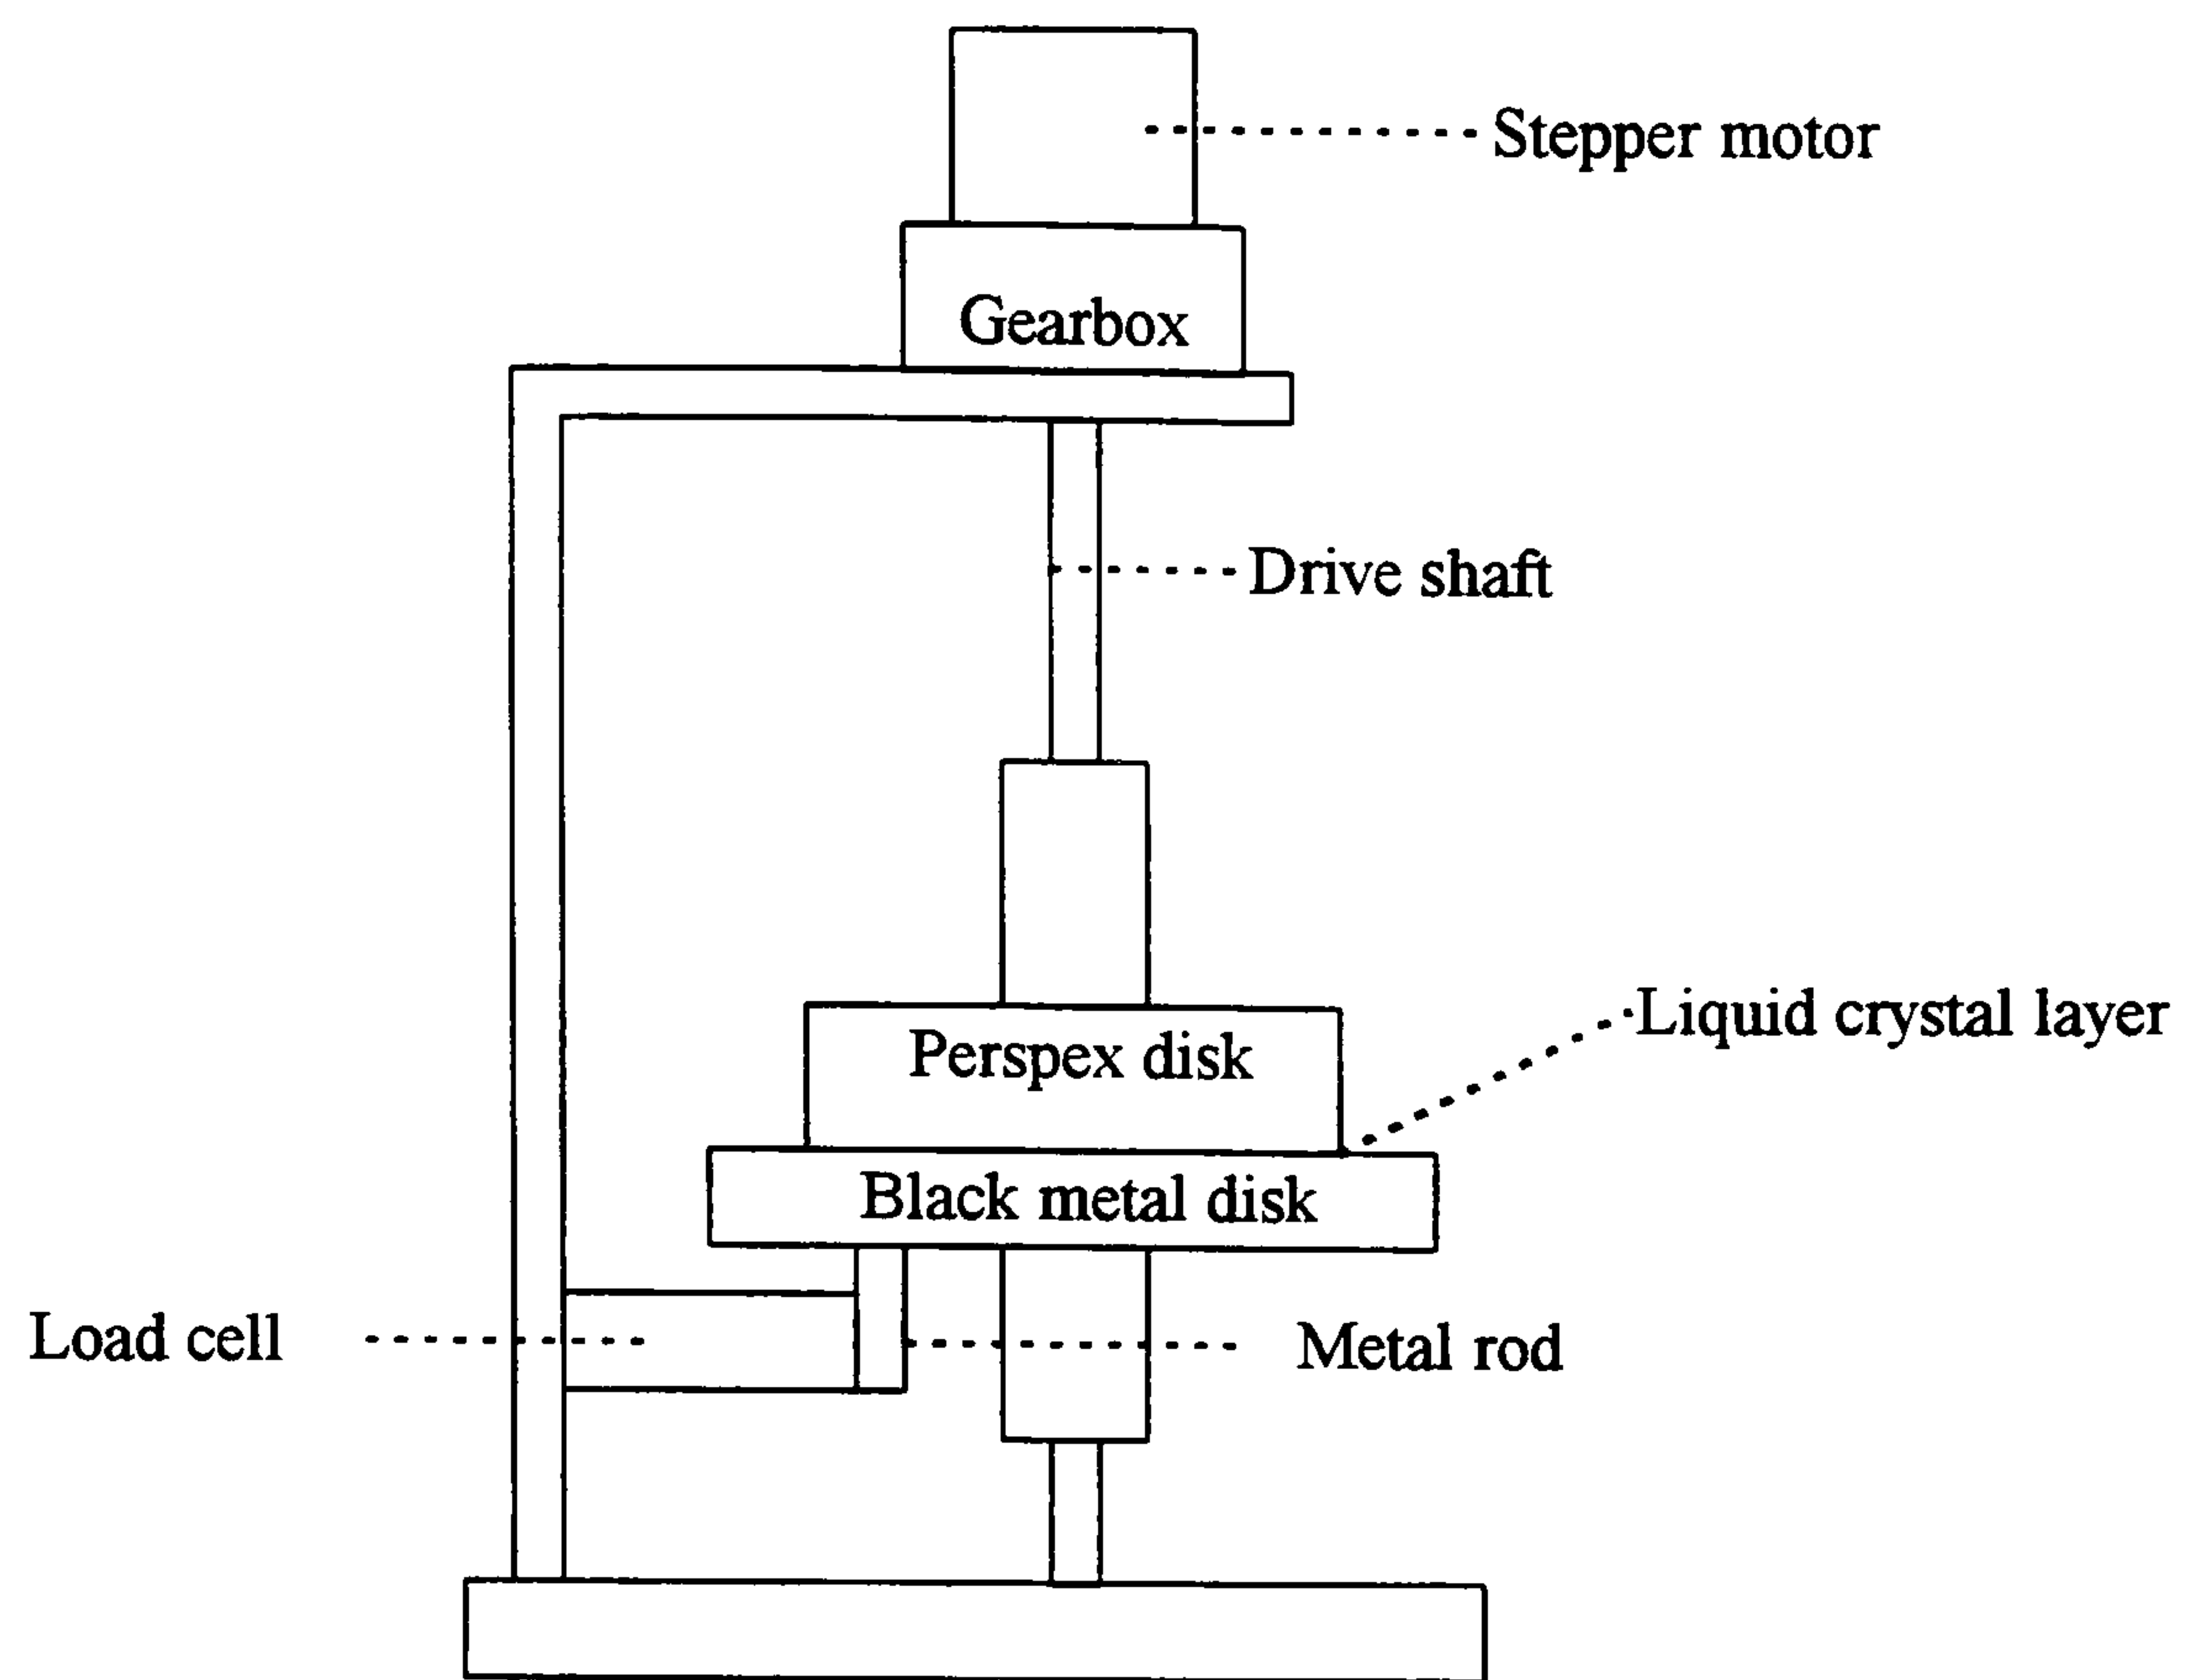 Stepper motor
Gearbox
Drive shaft
Liquid crystal layer
Perspex disk
Black metal disk
Load cell
Metal rod